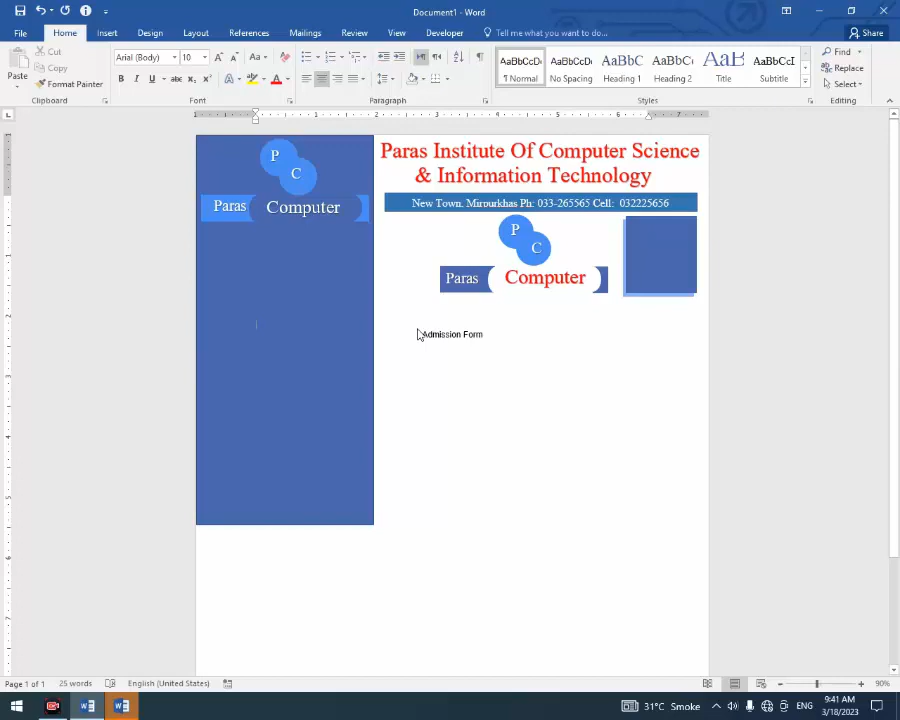 Document1 - Word
File
Home
Insert
Design
Layout
References
Mailings
Review
View
Developer
Tell me what you want to do...
Share
Paste
Cut
Copy
Format Painter
Clipboard
Arial (Body)
10
Font
Paragraph
AaBbCcDc
¶ Normal
AaBbCcDc
No Spacing
AaBbC
Heading 1
AaBbCc
Heading 2
AaB
Title
AaBbCcI
Subtitle
Styles
Find
Replace
Select
Editing
P
C
Paras
Computer
Paras Institute Of Computer Science
& Information Technology
New Town, Mirpurkhas Ph: 033-265565 Cell: 032225656
P
C
Paras
Computer
Admission Form
Page 1 of 1
25 words
English (United States)
90%
31°C Smoke
ENG
9:41 AM
3/18/2023